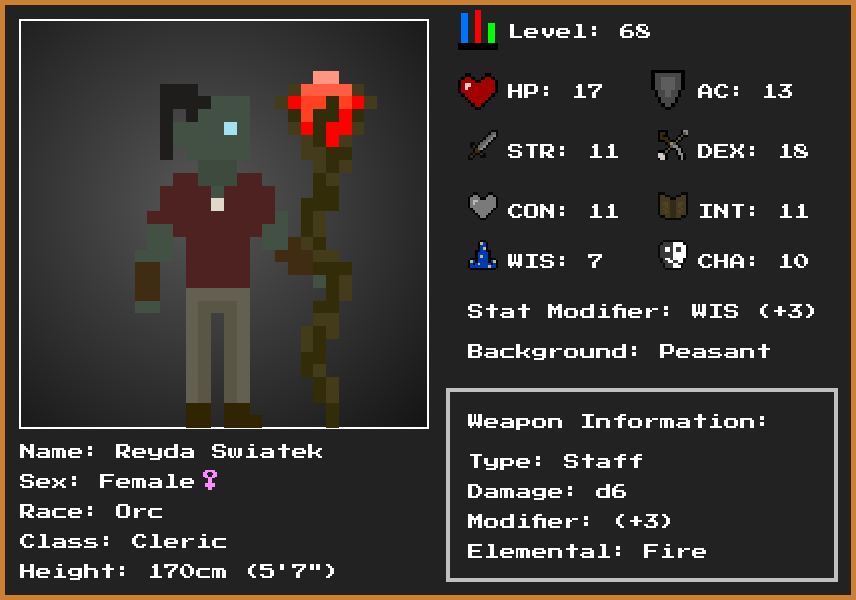 Level: 68
HP: 17
AC: 13
STR: 11
DEX: 18
CON: 11
INT: 11
WIS: 7
CHA: 10
Stat Modifier: WIS (+3)
Background: Peasant
Weapon Information:
Type: Staff
Damage: d6
Modifier: (+3)
Elemental: Fire
Name: Reyda Swiatek
Sex: Female♀
Race: Orc
Class: Cleric
Height: 170cm (5'7")